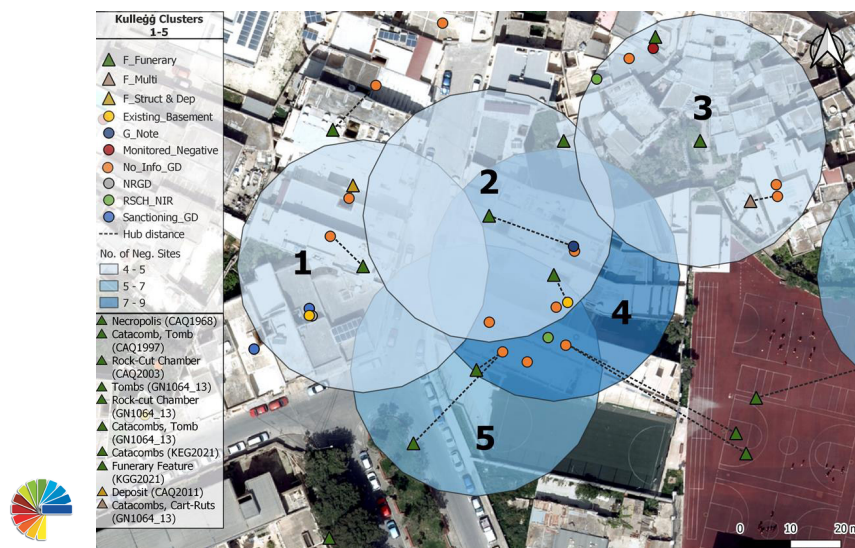 Kulleġġ Clusters
1-5
F_Funerary
F_Multi
F_Struct & Dep
Existing_Basement
G_Note
Monitored_Negative
No_Info_GD
NRGD
RSCH_NIR
Sanctioning_GD
Hub distance
No. of Neg. Sites
4 - 5
5 - 7
7 - 9
Necropolis (CAQ1968)
Catacomb, Tomb
(CAQ1997)
Rock-Cut Chamber
(CAQ2003)
Tombs (GN1064_13)
Rock-cut Chamber
(GN1064_13)
Catacombs, Tomb
(GN1064_13)
Catacombs (KEG2021)
Funerary Feature
(KGG2021)
Deposit (CAQ2011)
Catacombs, Cart-Ruts
(GN1064_13)
1
2
3
4
5
0 10 20 m